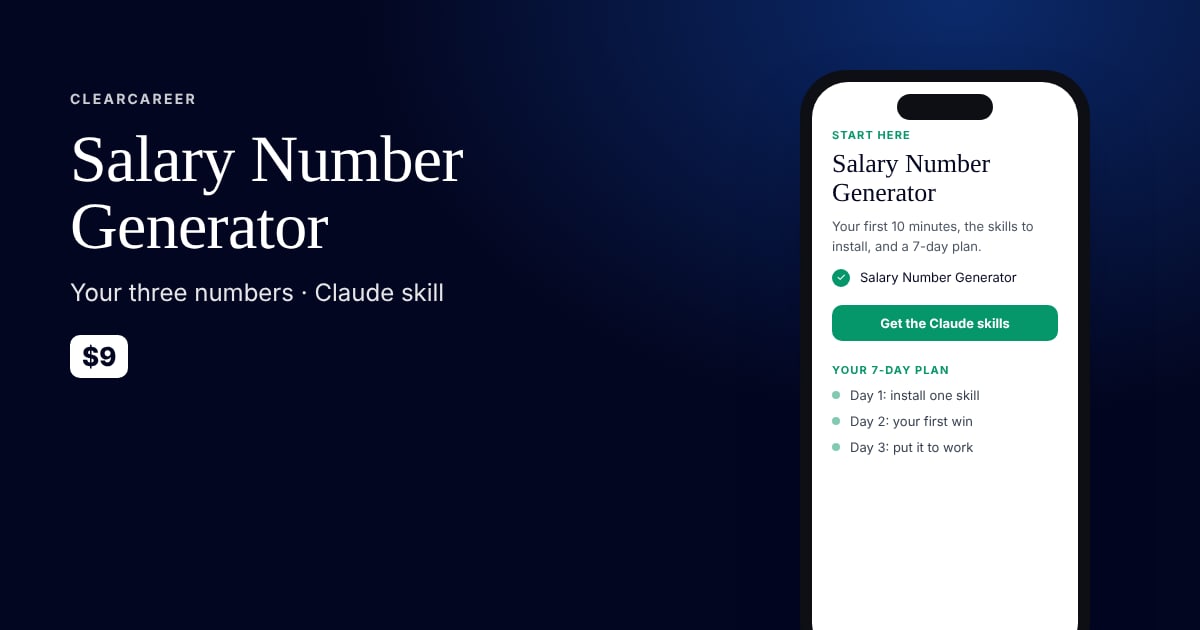 CLEARCAREER
Salary Number
Generator
Your three numbers · Claude skill
$9
START HERE
Salary Number
Generator
Your first 10 minutes, the skills to
install, and a 7-day plan.
Salary Number Generator
Get the Claude skills
YOUR 7-DAY PLAN
Day 1: install one skill
Day 2: your first win
Day 3: put it to work